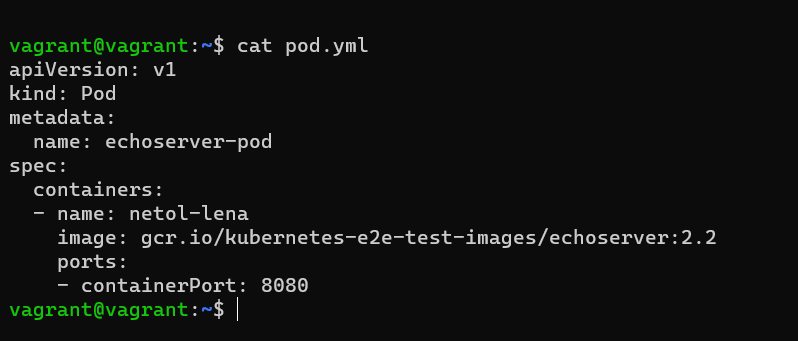 vagrant@vagrant:~$ cat pod.yml
apiVersion: v1
kind: Pod
metadata:
  name: echoserver-pod
spec:
  containers:
  - name: netol-lena
    image: gcr.io/kubernetes-e2e-test-images/echoserver:2.2
    ports:
    - containerPort: 8080
vagrant@vagrant:~$